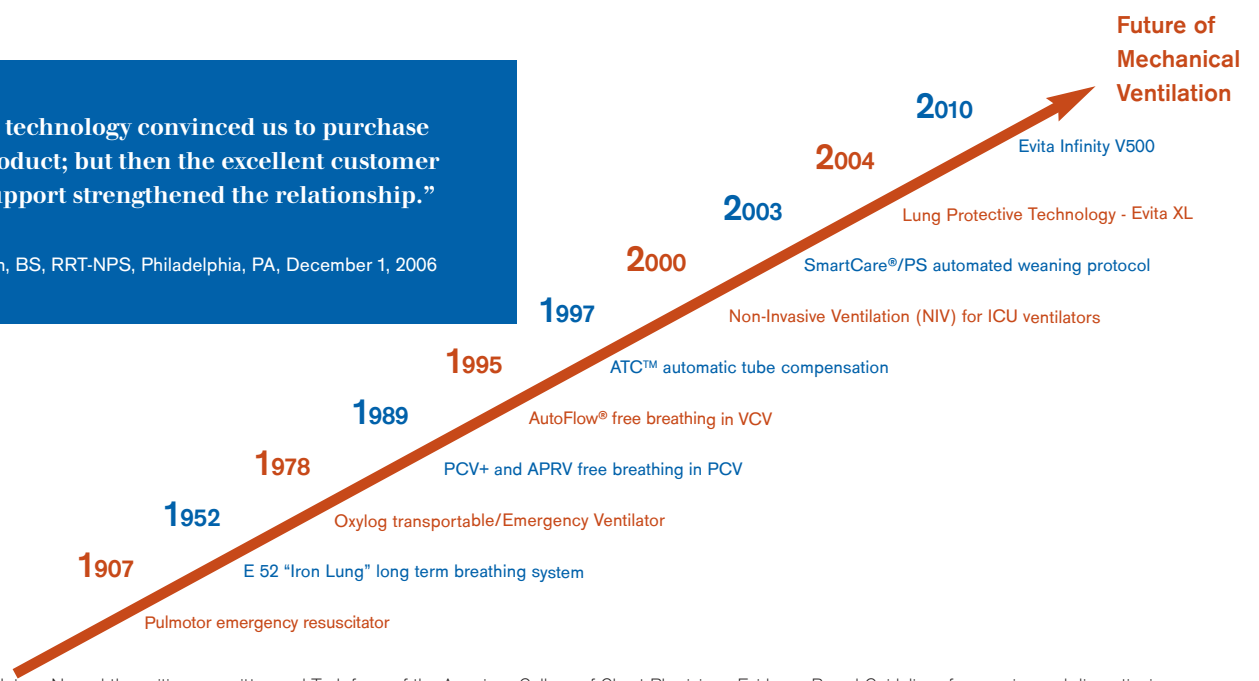 Future of
Mechanical
Ventilation
technology convinced us to purchase
but then the excellent customer
strengthened the relationship.”
BS, RRT-NPS, Philadelphia, PA, December 1, 2006
2010
Evita Infinity V500
2004
Lung Protective Technology - Evita XL
2003
SmartCare®/PS automated weaning protocol
2000
Non-Invasive Ventilation (NIV) for ICU ventilators
1997
ATC™ automatic tube compensation
1995
AutoFlow® free breathing in VCV
1989
PCV+ and APRV free breathing in PCV
1978
Oxylog transportable/Emergency Ventilator
1952
E 52 “Iron Lung” long term breathing system
1907
Pulmotor emergency resuscitator